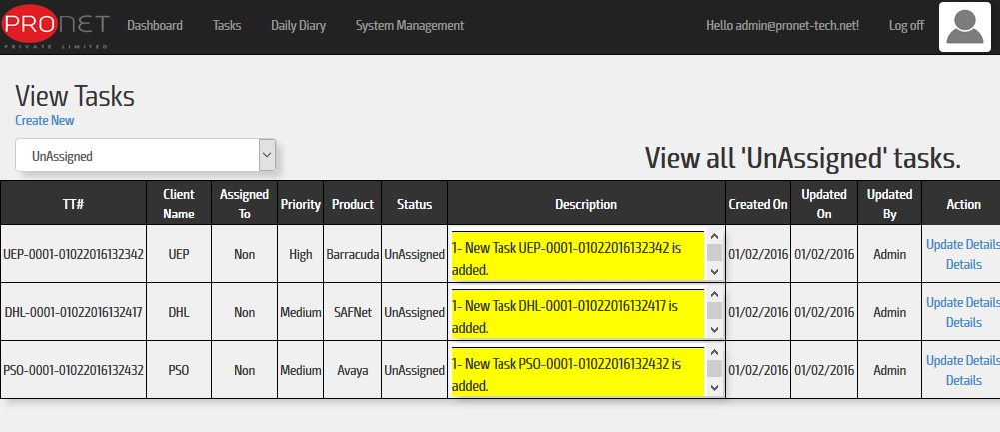 PRONET Dashboard Tasks Daily Diary System Management Hello admin@pronet-tech.net! Log off
PRIVATE LIMITED
View Tasks
Create New
UnAssigned
View all 'UnAssigned' tasks.
TT# Client Name Assigned To Priority Product Status Description Created On Updated On Updated By Action
UEP-0001-01022016132342 UEP Non High Barracuda UnAssigned 1- New Task UEP-0001-01022016132342 is added. 01/02/2016 01/02/2016 Admin Update Details Details
DHL-0001-01022016132417 DHL Non Medium SAFNet UnAssigned 1- New Task DHL-0001-01022016132417 is added. 01/02/2016 01/02/2016 Admin Update Details Details
PSO-0001-01022016132432 PSO Non Medium Avaya UnAssigned 1- New Task PSO-0001-01022016132432 is added. 01/02/2016 01/02/2016 Admin Update Details Details